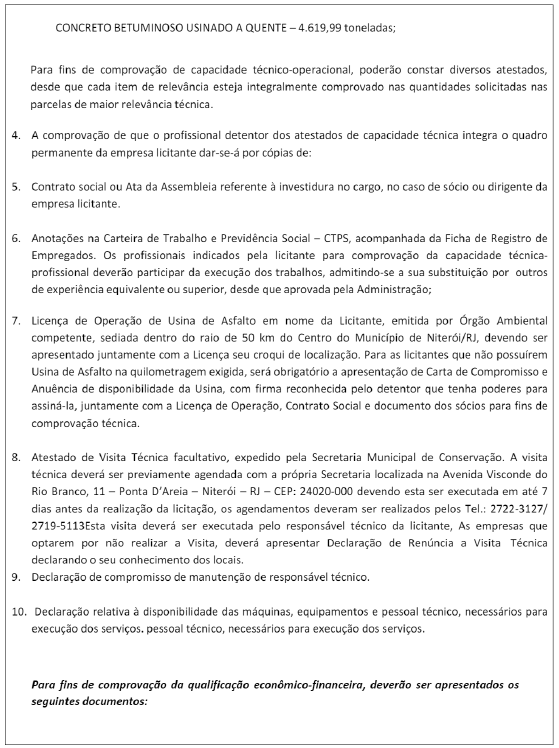 CONCRETO BETUMINOSO USINADO A QUENTE – 4.619,99 toneladas;
Para fins de comprovação de capacidade técnico-operacional, poderão constar diversos atestados,
desde que cada item de relevância esteja integralmente comprovado nas quantidades solicitadas nas
parcelas de maior relevância técnica.
4. A comprovação de que o profissional detentor dos atestados de capacidade técnica integra o quadro
permanente da empresa licitante dar-se-á por cópias de:
5. Contrato social ou Ata da Assembleia referente à investidura no cargo, no caso de sócio ou dirigente da
empresa licitante.
6. Anotações na Carteira de Trabalho e Previdência Social – CTPS, acompanhada da Ficha de Registro de
Empregados. Os profissionais indicados pela licitante para comprovação da capacidade técnica-
profissional deverão participar da execução dos trabalhos, admitindo-se a sua substituição por outros
de experiência equivalente ou superior, desde que aprovada pela Administração;
7. Licença de Operação de Usina de Asfalto em nome da Licitante, emitida por Órgão Ambiental
competente, sediada dentro do raio de 50 km do Centro do Município de Niterói/RJ, devendo ser
apresentado juntamente com a Licença seu croqui de localização. Para as licitantes que não possuírem
Usina de Asfalto na quilometragem exigida, será obrigatório a apresentação de Carta de Compromisso e
Anuência de disponibilidade da Usina, com firma reconhecida pelo detentor que tenha poderes para
assiná-la, juntamente com a Licença de Operação, Contrato Social e documento dos sócios para fins de
comprovação técnica.
8. Atestado de Visita Técnica facultativo, expedido pela Secretaria Municipal de Conservação. A visita
técnica deverá ser previamente agendada com a própria Secretaria localizada na Avenida Visconde do
Rio Branco, 11 – Ponta D'Areia – Niterói – RJ – CEP: 24020-000 devendo esta ser executada em até 7
dias antes da realização da licitação, os agendamentos deveram ser realizados pelos Tel.: 2722-3127/
2719-5113Esta visita deverá ser executada pelo responsável técnico da licitante, As empresas que
optarem por não realizar a Visita, deverá apresentar Declaração de Renúncia a Visita Técnica
declarando o seu conhecimento dos locais.
9. Declaração de compromisso de manutenção de responsável técnico.
10. Declaração relativa à disponibilidade das máquinas, equipamentos e pessoal técnico, necessários para
execução dos serviços. pessoal técnico, necessários para execução dos serviços.
Para fins de comprovação da qualificação econômico-financeira, deverão ser apresentados os
seguintes documentos: